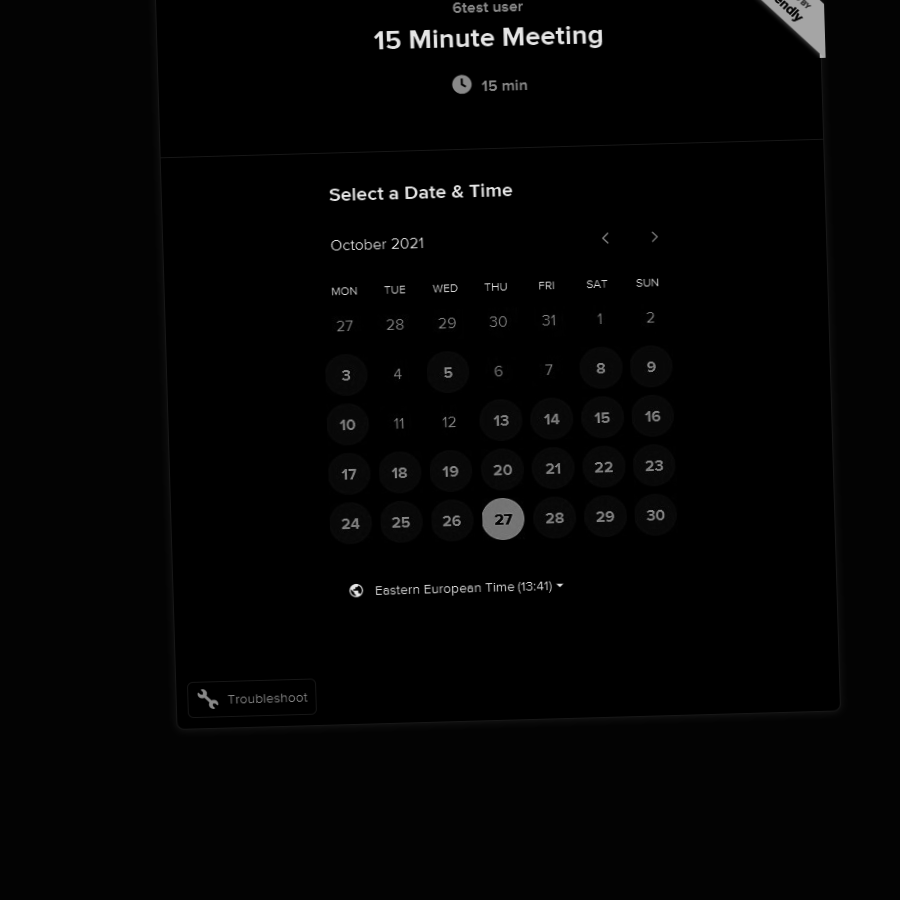 6test user
15 Minute Meeting
15 min
Select a Date & Time
October 2021
MON TUE WED THU FRI SAT SUN
27 28 29 30 31 1 2
3 4 5 6 7 8 9
10 11 12 13 14 15 16
17 18 19 20 21 22 23
24 25 26 27 28 29 30
Eastern European Time (13:41)
Troubleshoot